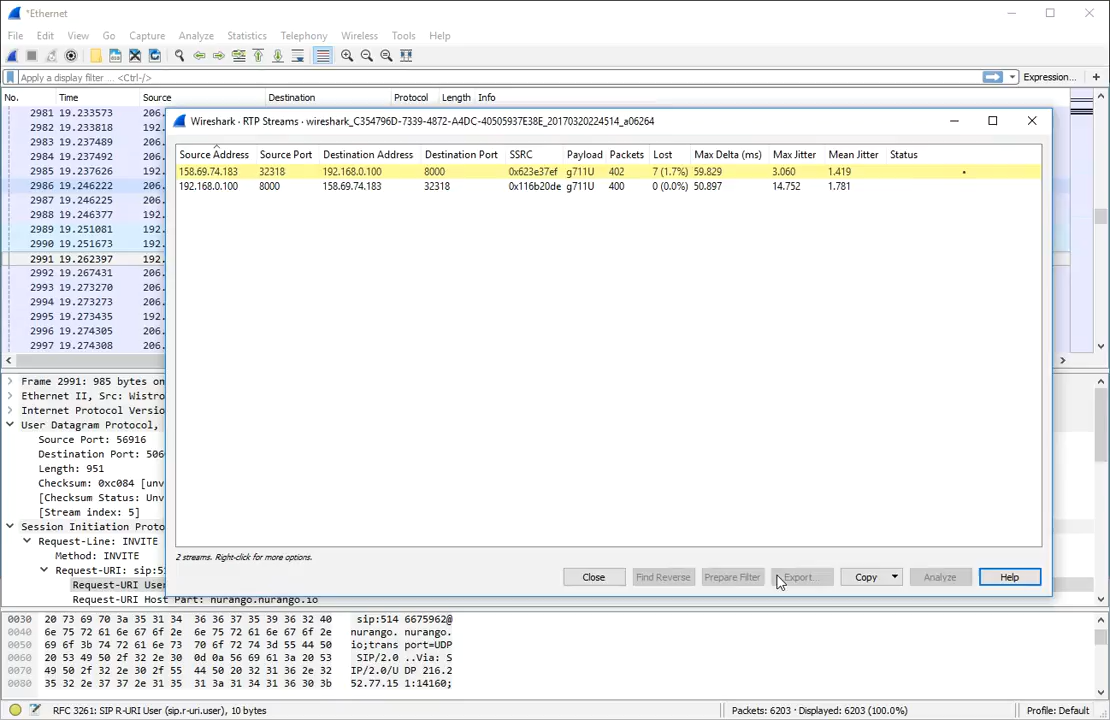 *Ethernet
File Edit View Go Capture Analyze Statistics Telephony Wireless Tools Help
Apply a display filter ... <Ctrl-/> Expression... +
No. Time Source Destination Protocol Length Info
2981 19.233573 206.
2982 19.233818 192.
2983 19.237489 206.
2984 19.237492 206.
2985 19.237626 192.
2986 19.246222 206.
2987 19.246225 206.
2988 19.246377 192.
2989 19.251081 206.
2990 19.251673 192.
2991 19.262397 192.
2992 19.267431 206.
2993 19.273270 206.
2994 19.273273 206.
2995 19.273435 192.
2996 19.274305 206.
2997 19.274308 206.
Wireshark · RTP Streams · wireshark_C354796D-7339-4872-A4DC-40505937E38E_20170320224514_a06264
Source Address Source Port Destination Address Destination Port SSRC Payload Packets Lost Max Delta (ms) Max Jitter Mean Jitter Status
158.69.74.183 32318 192.168.0.100 8000 0x623e37ef g711U 402 7 (1.7%) 59.829 3.060 1.419 •
192.168.0.100 8000 158.69.74.183 32318 0x116b20de g711U 400 0 (0.0%) 50.897 14.752 1.781
2 streams. Right-click for more options.
Close Find Reverse Prepare Filter Export... Copy Analyze Help
Frame 2991: 985 bytes on
Ethernet II, Src: Wistro
Internet Protocol Versio
User Datagram Protocol,
Source Port: 56916
Destination Port: 506
Length: 951
Checksum: 0xc084 [unv
[Checksum Status: Unv
[Stream index: 5]
Session Initiation Proto
Request-Line: INVITE
Method: INVITE
Request-URI: sip:5
Request-URI User
Request-URI Host Part: nurango.nurango.io
0030 20 73 69 70 3a 35 31 34 36 36 37 35 39 36 32 40 sip:514 6675962@
0040 6e 75 72 61 6e 67 6f 2e 6e 75 72 61 6e 67 6f 2e nurango. nurango.
0050 69 6f 3b 74 72 61 6e 73 70 6f 72 74 3d 55 44 50 io;trans port=UDP
0060 20 53 49 50 2f 32 2e 30 0d 0a 56 69 61 3a 20 53 SIP/2.0 ..Via: S
0070 49 50 2f 32 2e 30 2f 55 44 50 20 32 31 36 2e 32 IP/2.0/U DP 216.2
0080 35 32 2e 37 37 2e 31 35 31 3a 31 34 31 36 30 3b 52.77.15 1:14160;
RFC 3261: SIP R-URI User (sip.r-uri.user), 10 bytes Packets: 6203 · Displayed: 6203 (100.0%) Profile: Default